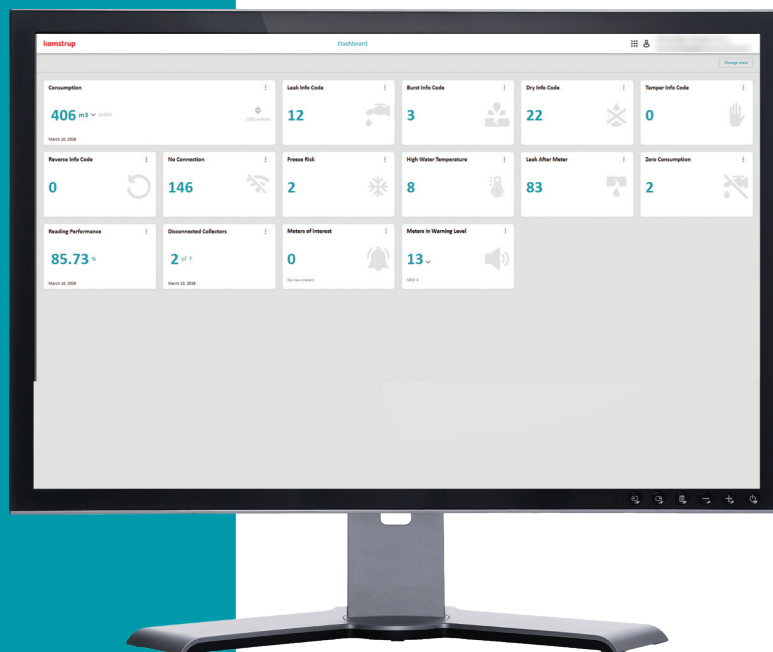 kamstrup
Dashboard
Change view
Consumption
406 m3
March 10, 2026
Leak Info Code
12
Burst Info Code
3
Dry Info Code
22
Tamper Info Code
0
Reverse Info Code
0
No Connection
146
Freeze Risk
2
High Water Temperature
8
Leak After Meter
83
Zero Consumption
2
Reading Performance
85.73 %
March 10, 2026
Disconnected Collectors
2 of 7
March 23, 2026
Meters of Interest
0
No new meters
Meters in Warning Level
13
NEW 4